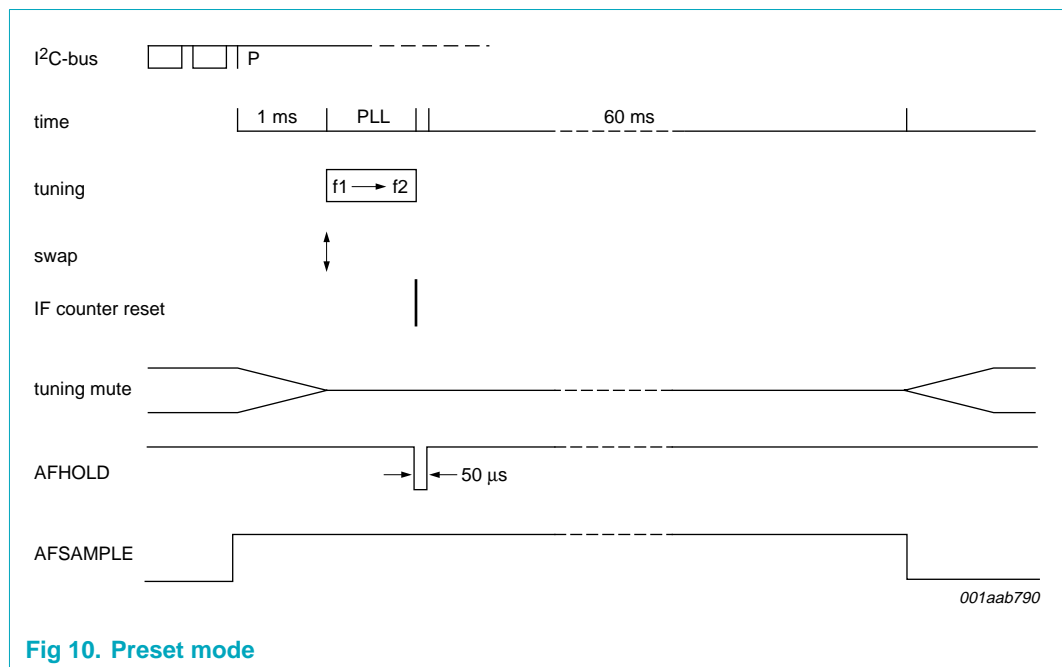 I²C-bus P
time 1 ms PLL 60 ms
tuning f1 → f2
swap
IF counter reset
tuning mute
AFHOLD 50 μs
AFSAMPLE
001aab790
Fig 10. Preset mode